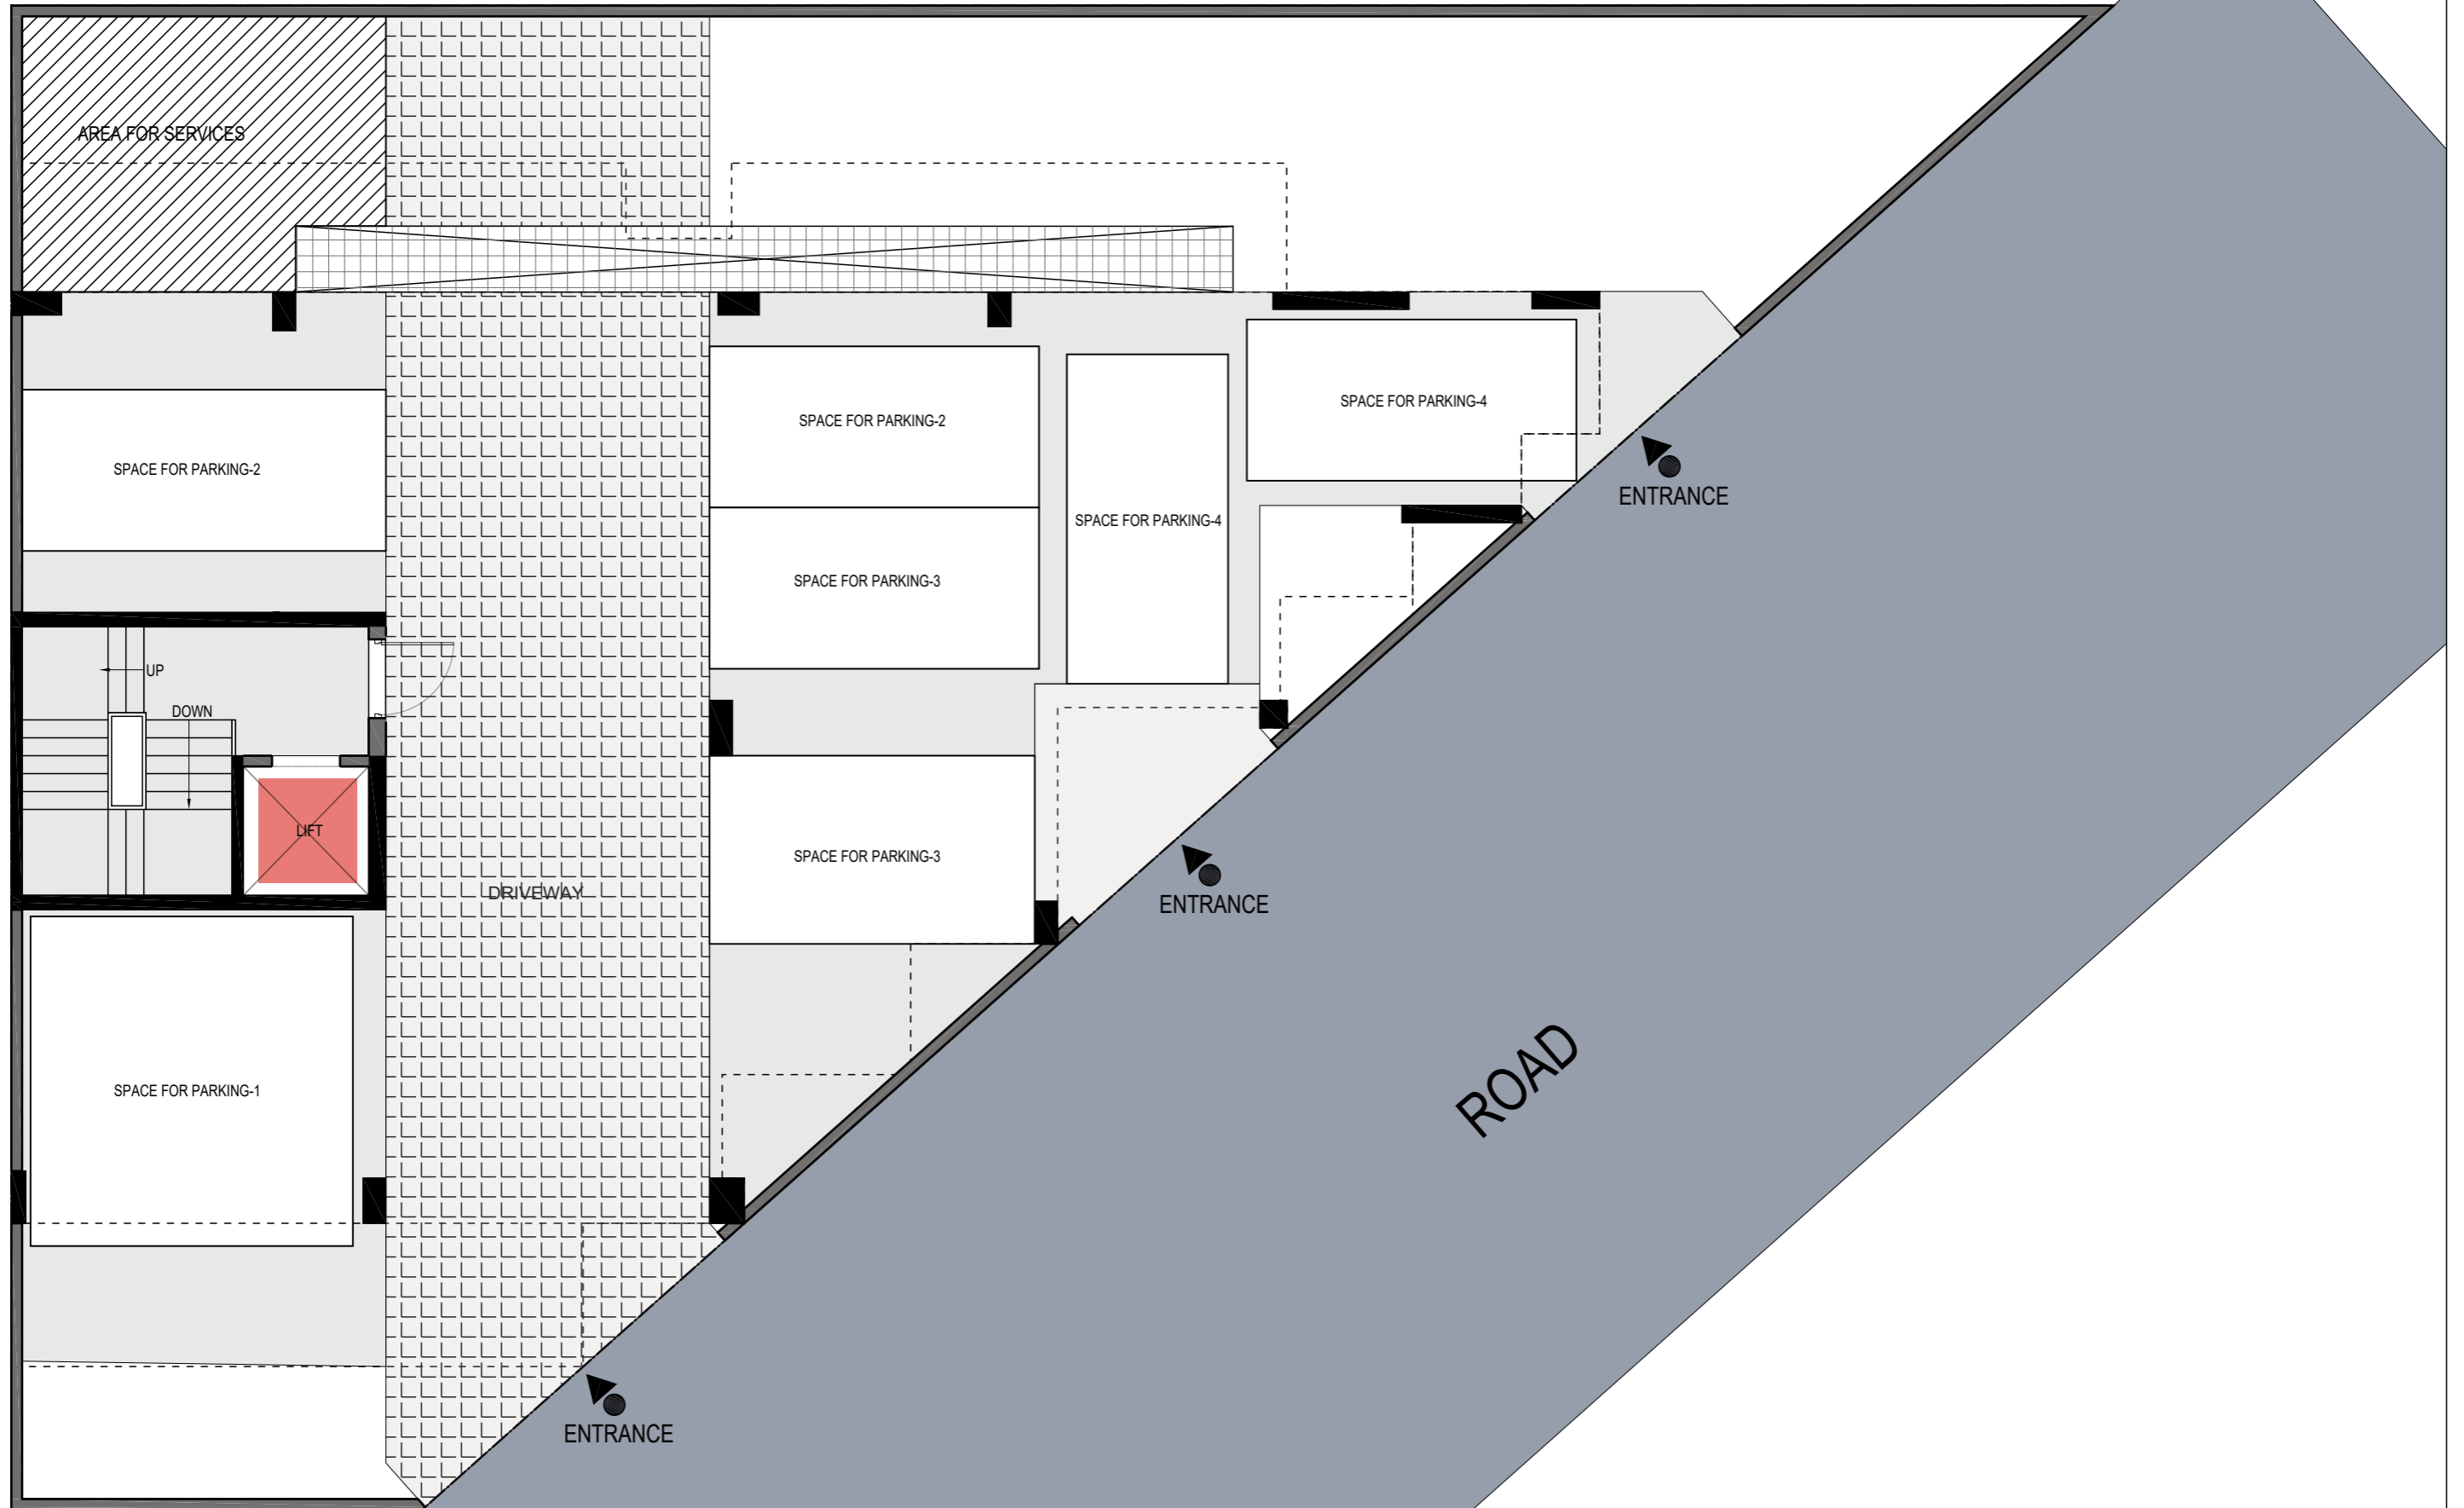 AREA FOR SERVICES
SPACE FOR PARKING-4
SPACE FOR PARKING-2
SPACE FOR PARKING-2
ENTRANCE
SPACE FOR PARKING-4
SPACE FOR PARKING-3
UP
DOWN
LIFT
SPACE FOR PARKING-3
DRIVEWAY
ENTRANCE
ROAD
SPACE FOR PARKING-1
ENTRANCE